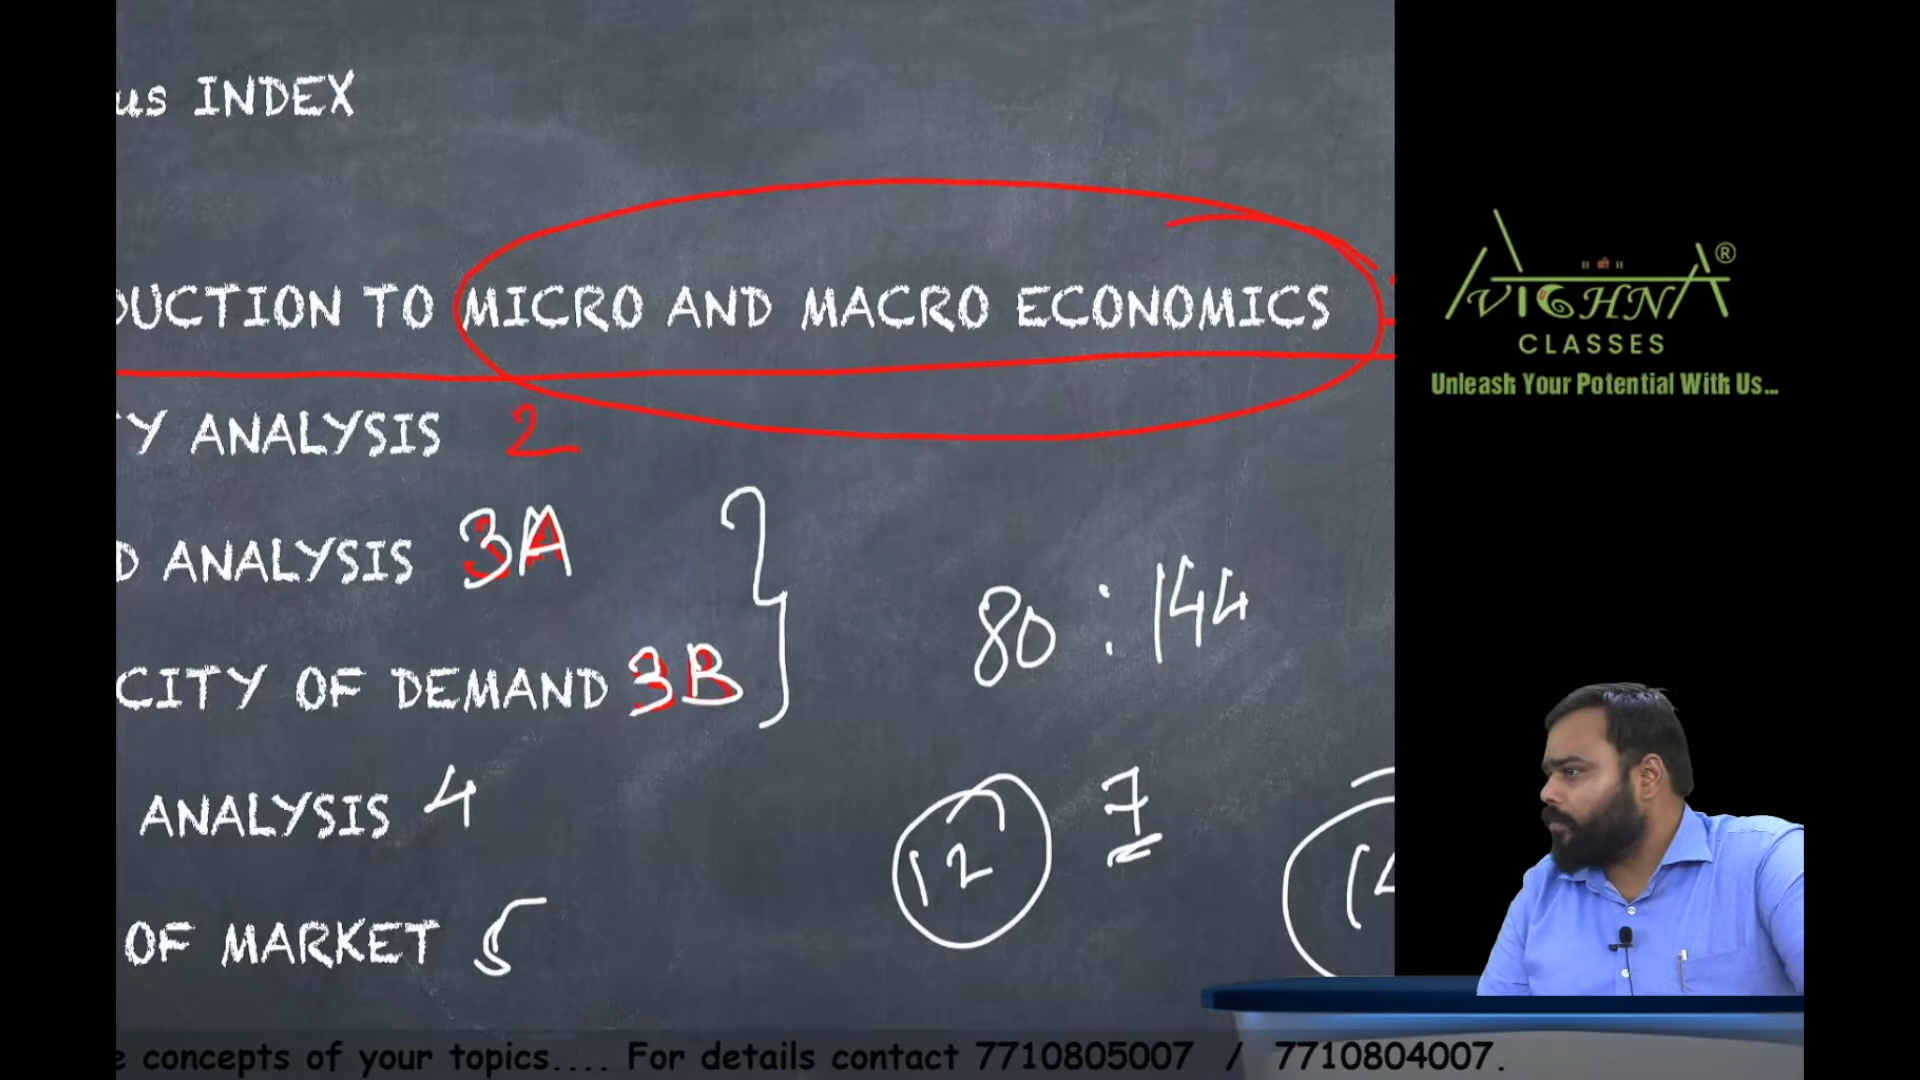 us INDEX
DUCTION TO MICRO AND MACRO ECONOMICS
Y ANALYSIS 2
D ANALYSIS 3A
CITY OF DEMAND 3B
80 : 144
ANALYSIS 4
12 7
OF MARKET 5
|| श्री ||
AVIGHNA®
CLASSES
Unleash Your Potential With Us...
e concepts of your topics.... For details contact 7710805007 / 7710804007.